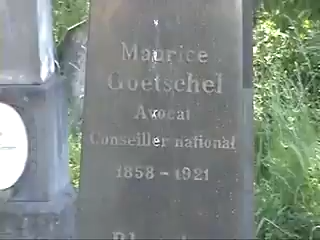 Maurice
Goetschel
Avocat
Conseiller national
1858 - 1921